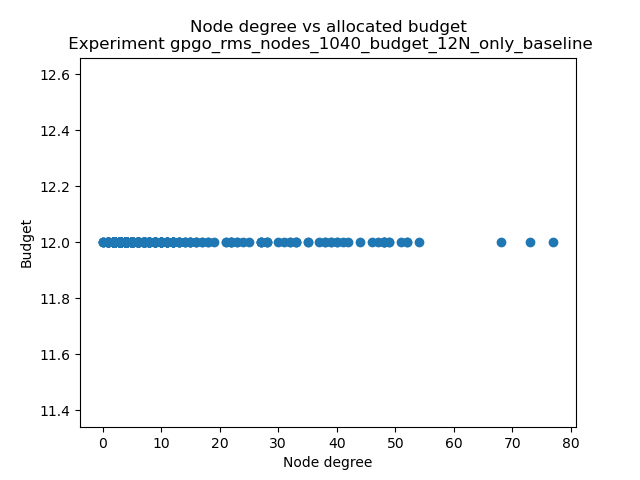 Node degree vs allocated budget
Experiment gpgo_rms_nodes_1040_budget_12N_only_baseline
12.6
12.4
12.2
12.0
11.8
11.6
11.4
Budget
0 10 20 30 40 50 60 70 80
Node degree